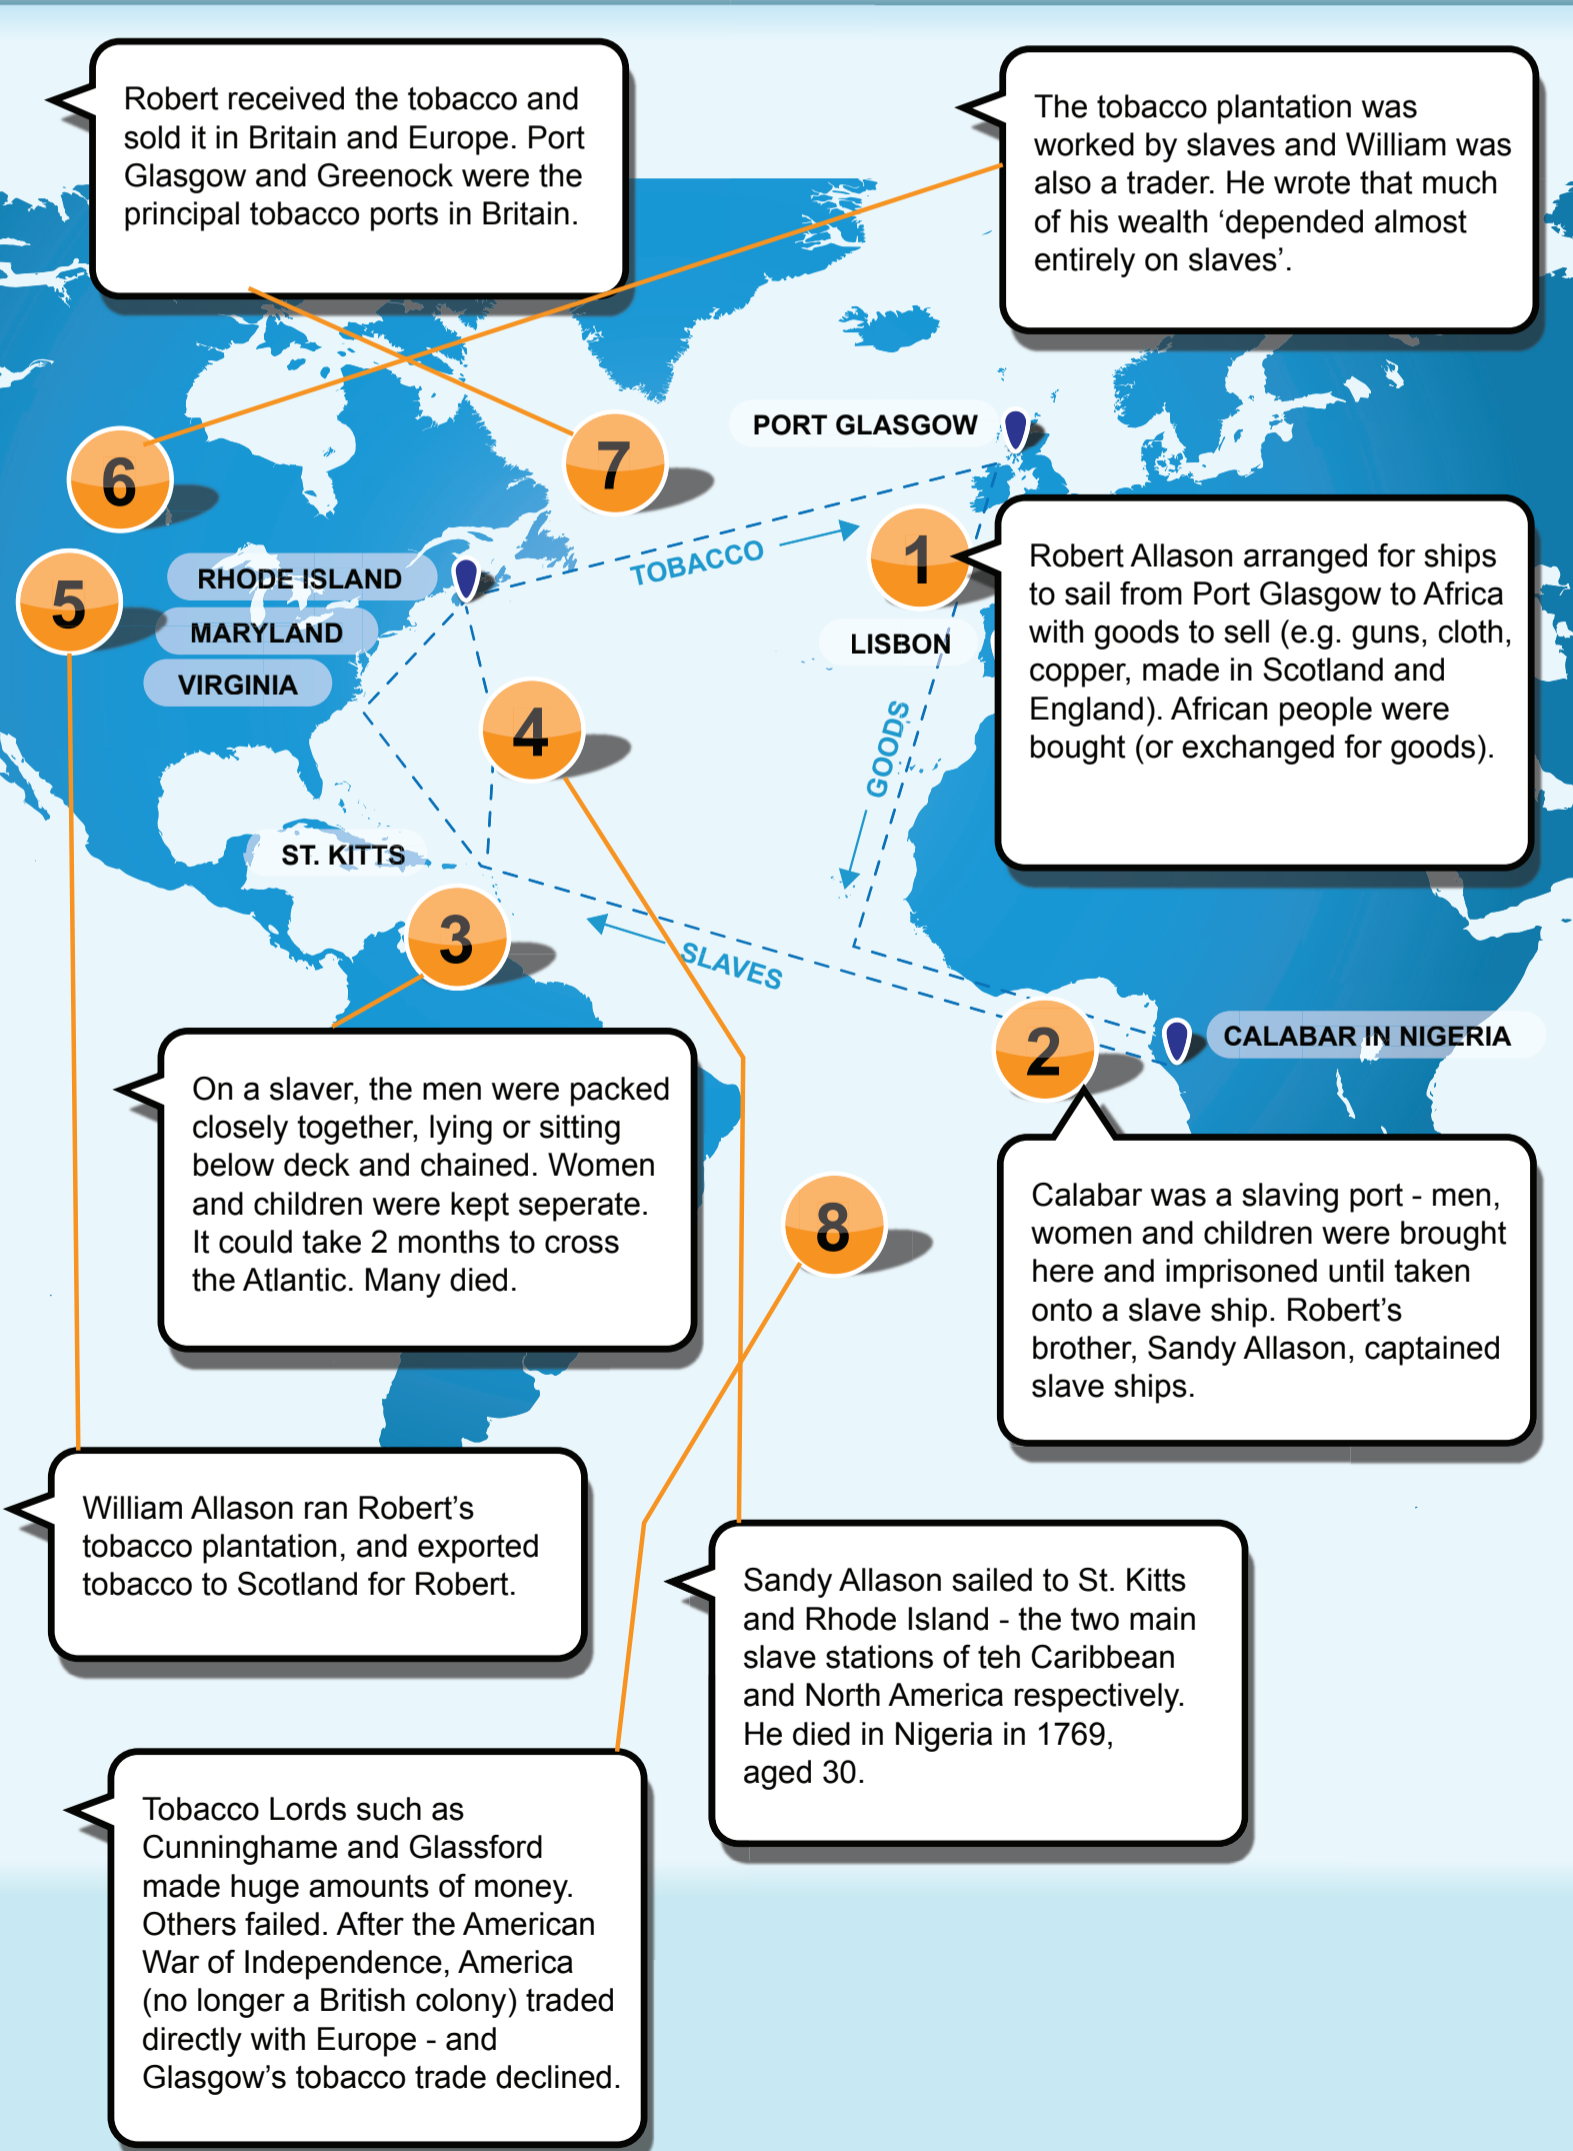 Robert received the tobacco and
sold it in Britain and Europe. Port
Glasgow and Greenock were the
principal tobacco ports in Britain.
The tobacco plantation was
worked by slaves and William was
also a trader. He wrote that much
of his wealth ‘depended almost
entirely on slaves’.
PORT GLASGOW
6
7
TOBACCO
1
Robert Allason arranged for ships
to sail from Port Glasgow to Africa
with goods to sell (e.g. guns, cloth,
copper, made in Scotland and
England). African people were
bought (or exchanged for goods).
5
RHODE ISLAND
MARYLAND
VIRGINIA
LISBON
4
GOODS
ST. KITTS
3
SLAVES
2
CALABAR IN NIGERIA
On a slaver, the men were packed
closely together, lying or sitting
below deck and chained. Women
and children were kept seperate.
It could take 2 months to cross
the Atlantic. Many died.
8
Calabar was a slaving port - men,
women and children were brought
here and imprisoned until taken
onto a slave ship. Robert’s
brother, Sandy Allason, captained
slave ships.
William Allason ran Robert’s
tobacco plantation, and exported
tobacco to Scotland for Robert.
Sandy Allason sailed to St. Kitts
and Rhode Island - the two main
slave stations of teh Caribbean
and North America respectively.
He died in Nigeria in 1769,
aged 30.
Tobacco Lords such as
Cunninghame and Glassford
made huge amounts of money.
Others failed. After the American
War of Independence, America
(no longer a British colony) traded
directly with Europe - and
Glasgow’s tobacco trade declined.